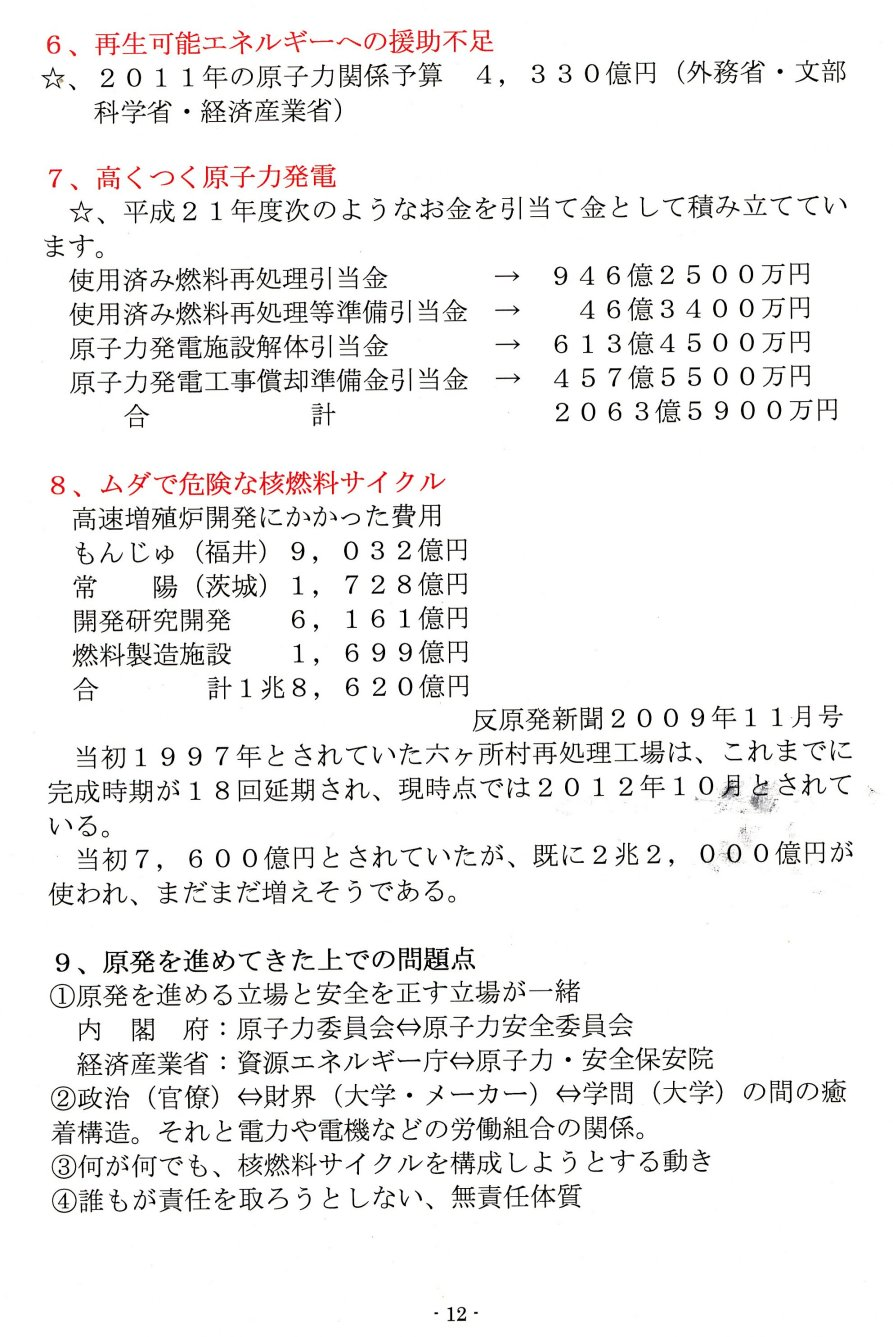 ６、再生可能エネルギーへの援助不足
☆、２０１１年の原子力関係予算　４，３３０億円（外務省・文部
科学省・経済産業省）
７、高くつく原子力発電
☆、平成２１年度次のようなお金を引当て金として積み立ててい
ます。
使用済み燃料再処理引当金　→　９４６億２５００万円
使用済み燃料再処理等準備引当金　→　４６億３４００万円
原子力発電施設解体引当金　→　６１３億４５００万円
原子力発電工事償却準備金引当金　→　４５７億５５００万円
合　　　計　　　２０６３億５９００万円
８、ムダで危険な核燃料サイクル
高速増殖炉開発にかかった費用
もんじゅ（福井）９，０３２億円
常　　陽（茨城）１，７２８億円
開発研究開発　　６，１６１億円
燃料製造施設　　１，６９９億円
合　　　　計１兆８，６２０億円
反原発新聞２００９年１１月号
当初１９９７年とされていた六ヶ所村再処理工場は、これまでに
完成時期が１８回延期され、現時点では２０１２年１０月とされて
いる。
当初７，６００億円とされていたが、既に２兆２，０００億円が
使われ、まだまだ増えそうである。
９、原発を進めてきた上での問題点
①原発を進める立場と安全を正す立場が一緒
内　閣　府：原子力委員会⇔原子力安全委員会
経済産業省：資源エネルギー庁⇔原子力・安全保安院
②政治（官僚）⇔財界（大学・メーカー）⇔学問（大学）の間の癒
着構造。それと電力や電機などの労働組合の関係。
③何が何でも、核燃料サイクルを構成しようとする動き
④誰もが責任を取ろうとしない、無責任体質
- 12 -